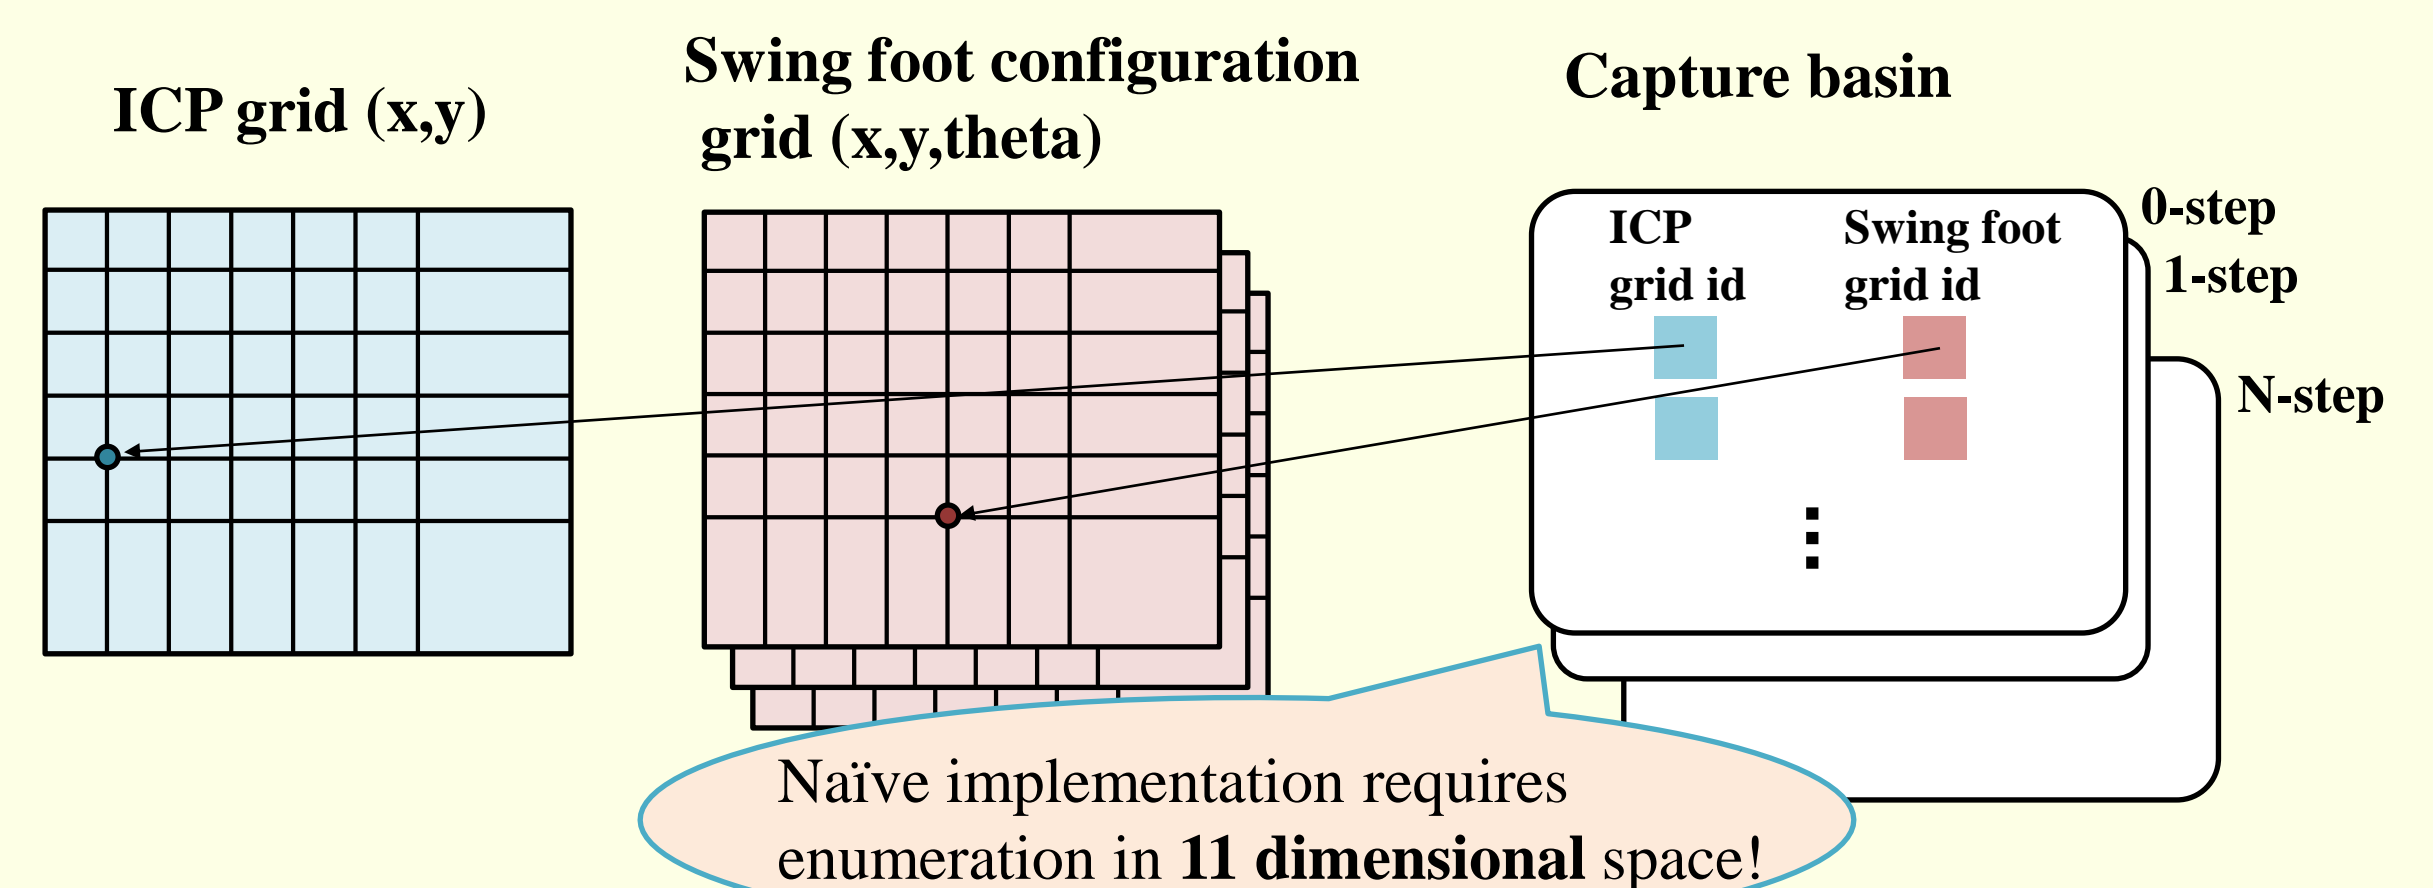 ICP grid (x,y)
Swing foot configuration
grid (x,y,theta)
Capture basin
0-step
1-step
N-step
ICP
grid id
Swing foot
grid id
Naïve implementation requires
enumeration in 11 dimensional space!